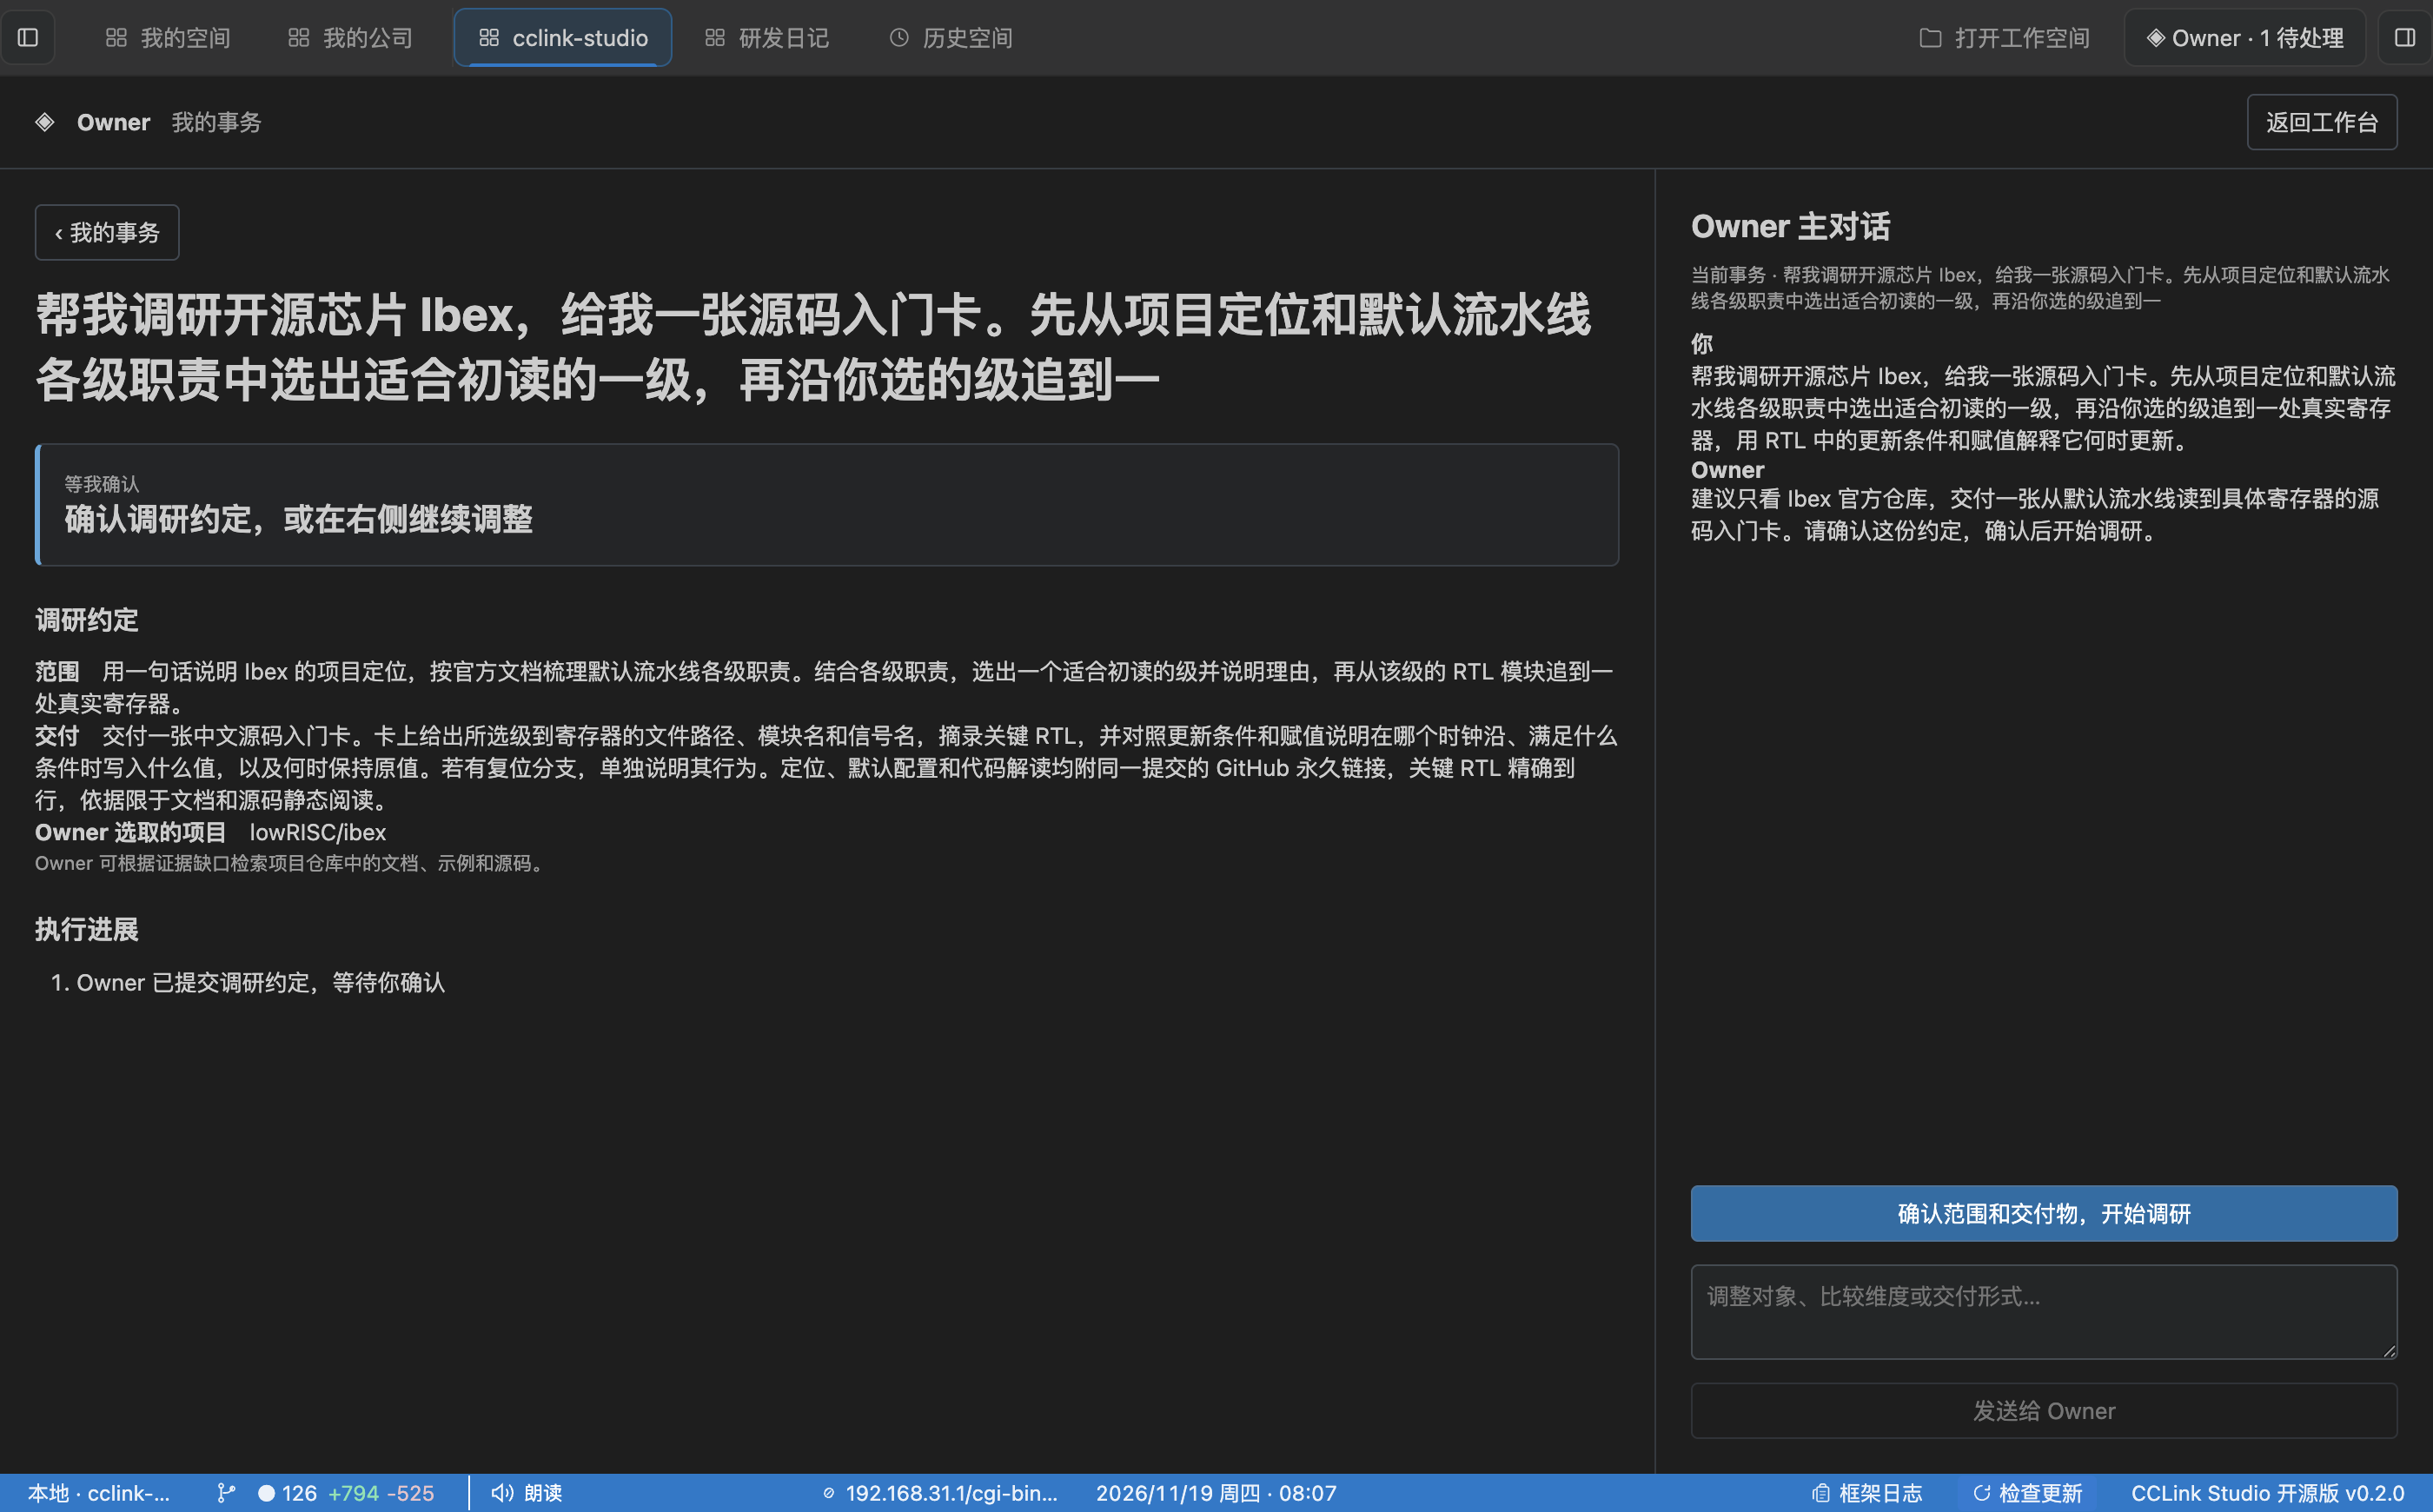 我的空间
我的公司
cclink-studio
研发日记
历史空间
打开工作空间
◈ Owner · 1 待处理
◈ Owner 我的事务
返回工作台
‹ 我的事务
帮我调研开源芯片 Ibex，给我一张源码入门卡。先从项目定位和默认流水线
各级职责中选出适合初读的一级，再沿你选的级追到一
等我确认
确认调研约定，或在右侧继续调整
调研约定
范围 用一句话说明 Ibex 的项目定位，按官方文档梳理默认流水线各级职责。结合各级职责，选出一个适合初读的级并说明理由，再从该级的 RTL 模块追到一
处真实寄存器。
交付 交付一张中文源码入门卡。卡上给出所选级到寄存器的文件路径、模块名和信号名，摘录关键 RTL，并对照更新条件和赋值说明在哪个时钟沿、满足什么
条件时写入什么值，以及何时保持原值。若有复位分支，单独说明其行为。定位、默认配置和代码解读均附同一提交的 GitHub 永久链接，关键 RTL 精确到
行，依据限于文档和源码静态阅读。
Owner 选取的项目 lowRISC/ibex
Owner 可根据证据缺口检索项目仓库中的文档、示例和源码。
执行进展
1. Owner 已提交调研约定，等待你确认
Owner 主对话
当前事务 · 帮我调研开源芯片 Ibex，给我一张源码入门卡。先从项目定位和默认流水
线各级职责中选出适合初读的一级，再沿你选的级追到一
你
帮我调研开源芯片 Ibex，给我一张源码入门卡。先从项目定位和默认流
水线各级职责中选出适合初读的一级，再沿你选的级追到一处真实寄存
器，用 RTL 中的更新条件和赋值解释它何时更新。
Owner
建议只看 Ibex 官方仓库，交付一张从默认流水线读到具体寄存器的源
码入门卡。请确认这份约定，确认后开始调研。
确认范围和交付物，开始调研
调整对象、比较维度或交付形式...
发送给 Owner
本地 · cclink-...
126 +794 -525
朗读
192.168.31.1/cgi-bin...
2026/11/19 周四 · 08:07
框架日志
检查更新
CCLink Studio 开源版 v0.2.0